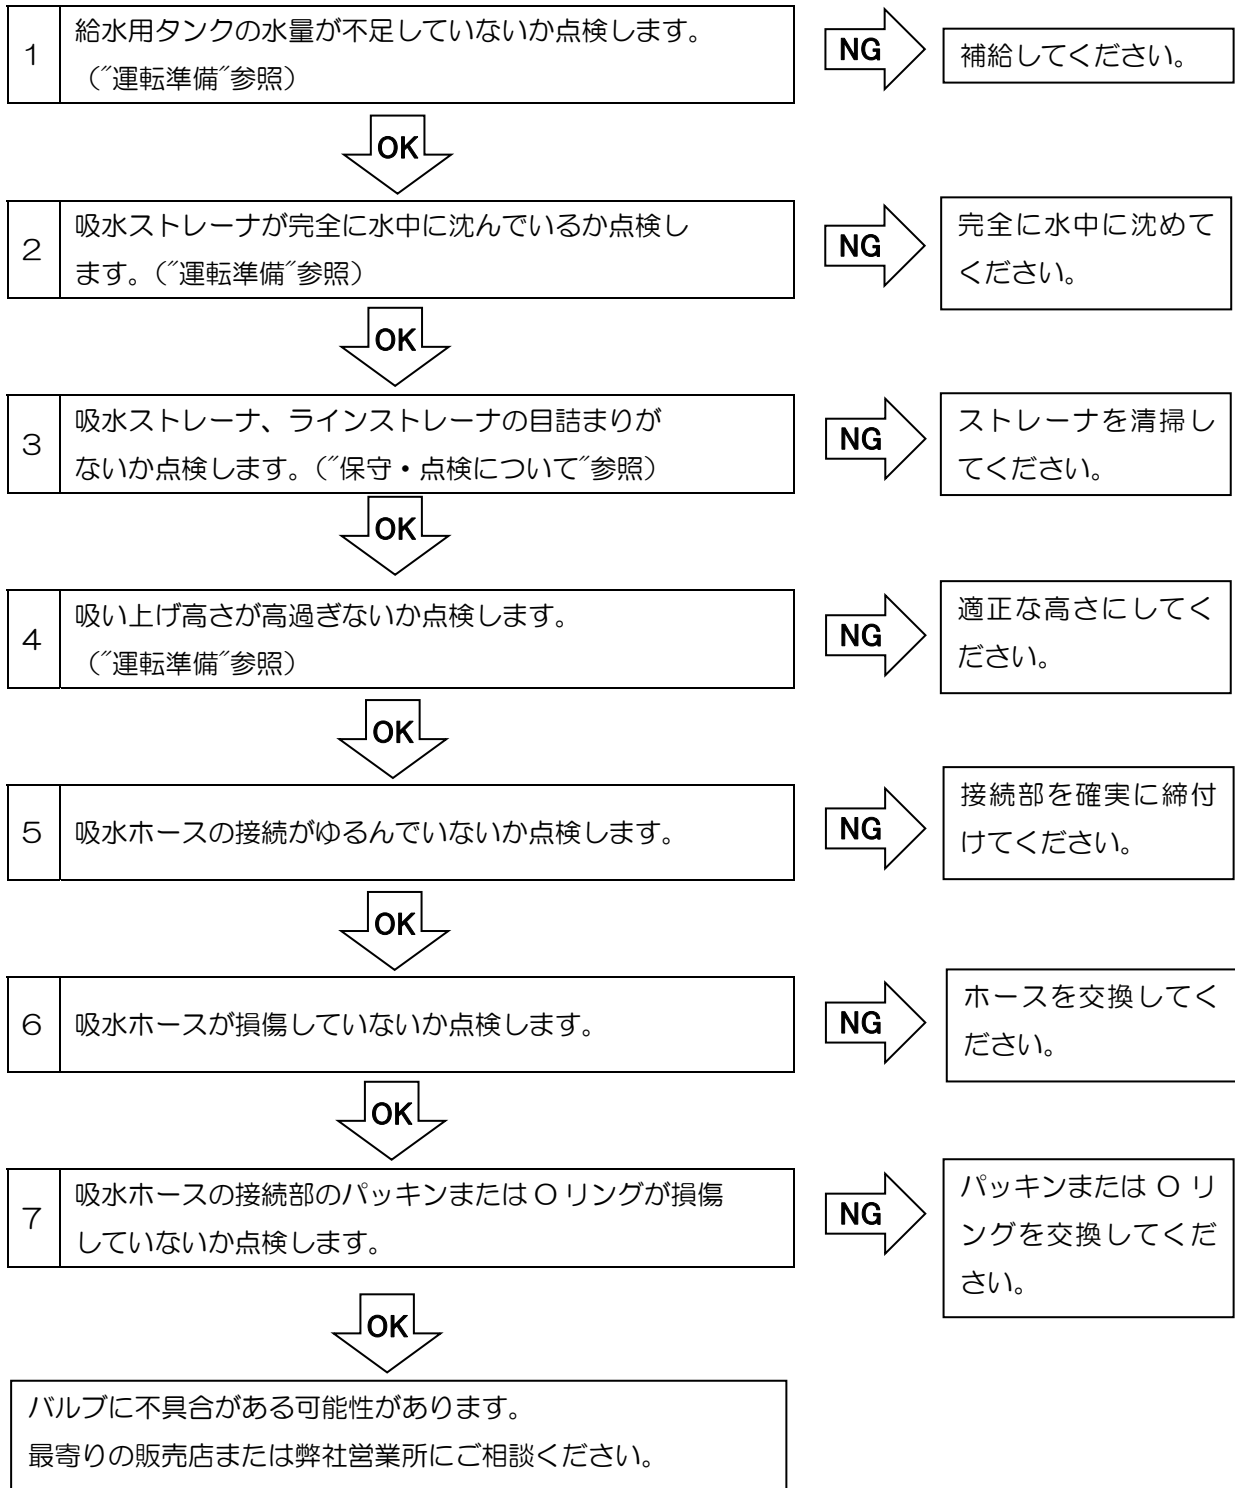 1
給水用タンクの水量が不足していないか点検します。
（″運転準備″参照）
NG
補給してください。
OK
2
吸水ストレーナが完全に水中に沈んでいるか点検し
ます。（″運転準備″参照）
NG
完全に水中に沈めて
ください。
OK
3
吸水ストレーナ、ラインストレーナの目詰まりが
ないか点検します。（″保守・点検について″参照）
NG
ストレーナを清掃し
てください。
OK
4
吸い上げ高さが高過ぎないか点検します。
（″運転準備″参照）
NG
適正な高さにしてく
ださい。
OK
5
吸水ホースの接続がゆるんでいないか点検します。
NG
接続部を確実に締付
けてください。
OK
6
吸水ホースが損傷していないか点検します。
NG
ホースを交換してく
ださい。
OK
7
吸水ホースの接続部のパッキンまたは O リングが損傷
していないか点検します。
NG
パッキンまたは O リ
ングを交換してくだ
さい。
OK
バルブに不具合がある可能性があります。
最寄りの販売店または弊社営業所にご相談ください。